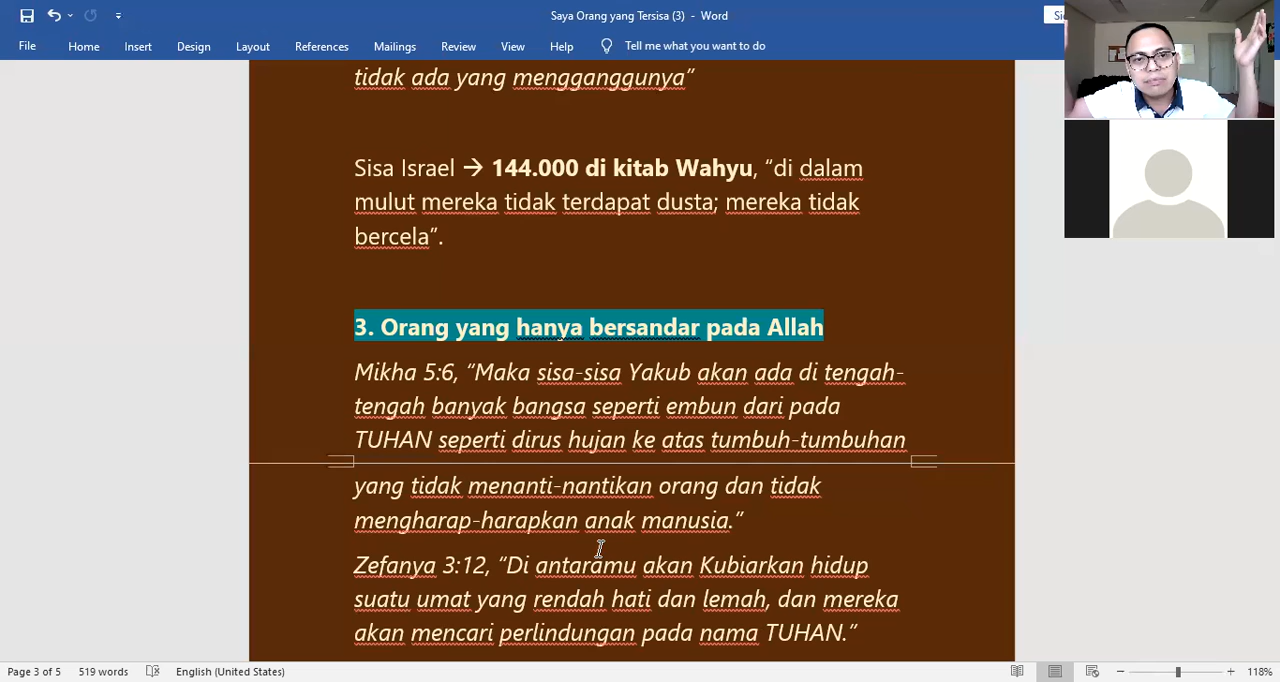 Saya Orang yang Tersisa (3) - Word
File Home Insert Design Layout References Mailings Review View Help Tell me what you want to do
tidak ada yang mengganggunya”
Sisa Israel → 144.000 di kitab Wahyu, “di dalam
mulut mereka tidak terdapat dusta; mereka tidak
bercela”.
3. Orang yang hanya bersandar pada Allah
Mikha 5:6, “Maka sisa-sisa Yakub akan ada di tengah-
tengah banyak bangsa seperti embun dari pada
TUHAN seperti dirus hujan ke atas tumbuh-tumbuhan
yang tidak menanti-nantikan orang dan tidak
mengharap-harapkan anak manusia.”
Zefanya 3:12, “Di antaramu akan Kubiarkan hidup
suatu umat yang rendah hati dan lemah, dan mereka
akan mencari perlindungan pada nama TUHAN.”
Page 3 of 5 519 words English (United States) 118%